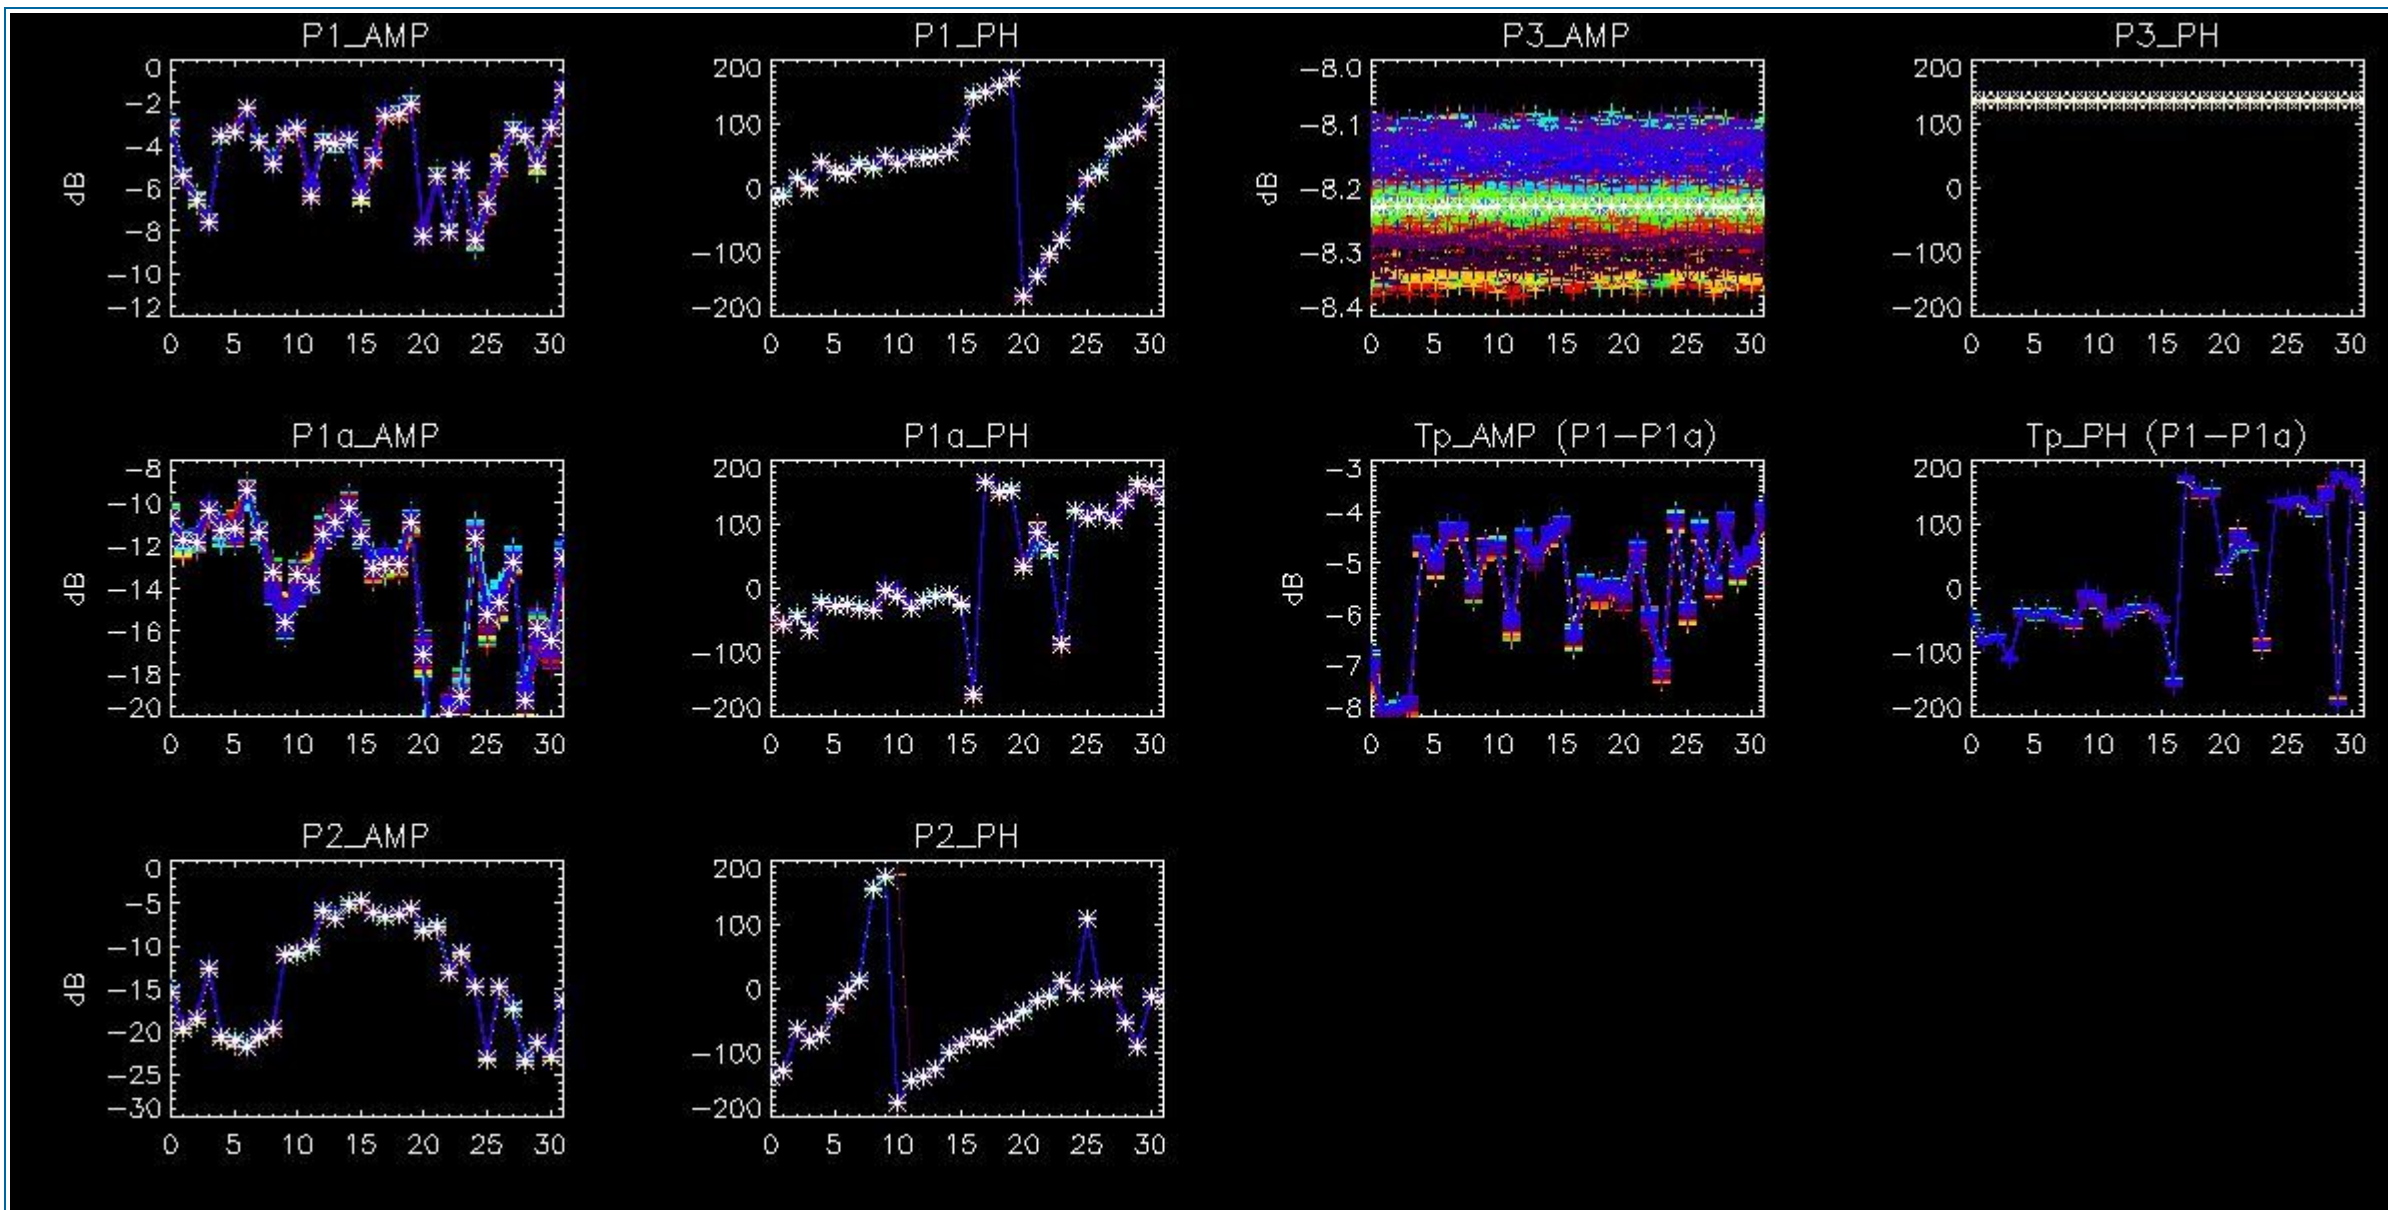 P1_AMP P1_PH P3_AMP P3_PH
0 200 −8.0 200
−2 100 −8.1 100
−4 0 −8.2 0
−6 −100 −8.3 −100
−8 −200 −8.4 −200
−10
−12
dB dB
0 5 10 15 20 25 30 0 5 10 15 20 25 30 0 5 10 15 20 25 30 0 5 10 15 20 25 30
P1a_AMP P1a_PH Tp_AMP (P1−P1a) Tp_PH (P1−P1a)
−8 200 −3 200
−10 100 −4 100
−12 0 −5 0
−14 −100 −6 −100
−16 −200 −7 −200
−18 −8
−20
dB dB
0 5 10 15 20 25 30 0 5 10 15 20 25 30 0 5 10 15 20 25 30 0 5 10 15 20 25 30
P2_AMP P2_PH
0 200
−5 100
−10 0
−15 −100
−20 −200
−25
−30
dB
0 5 10 15 20 25 30 0 5 10 15 20 25 30